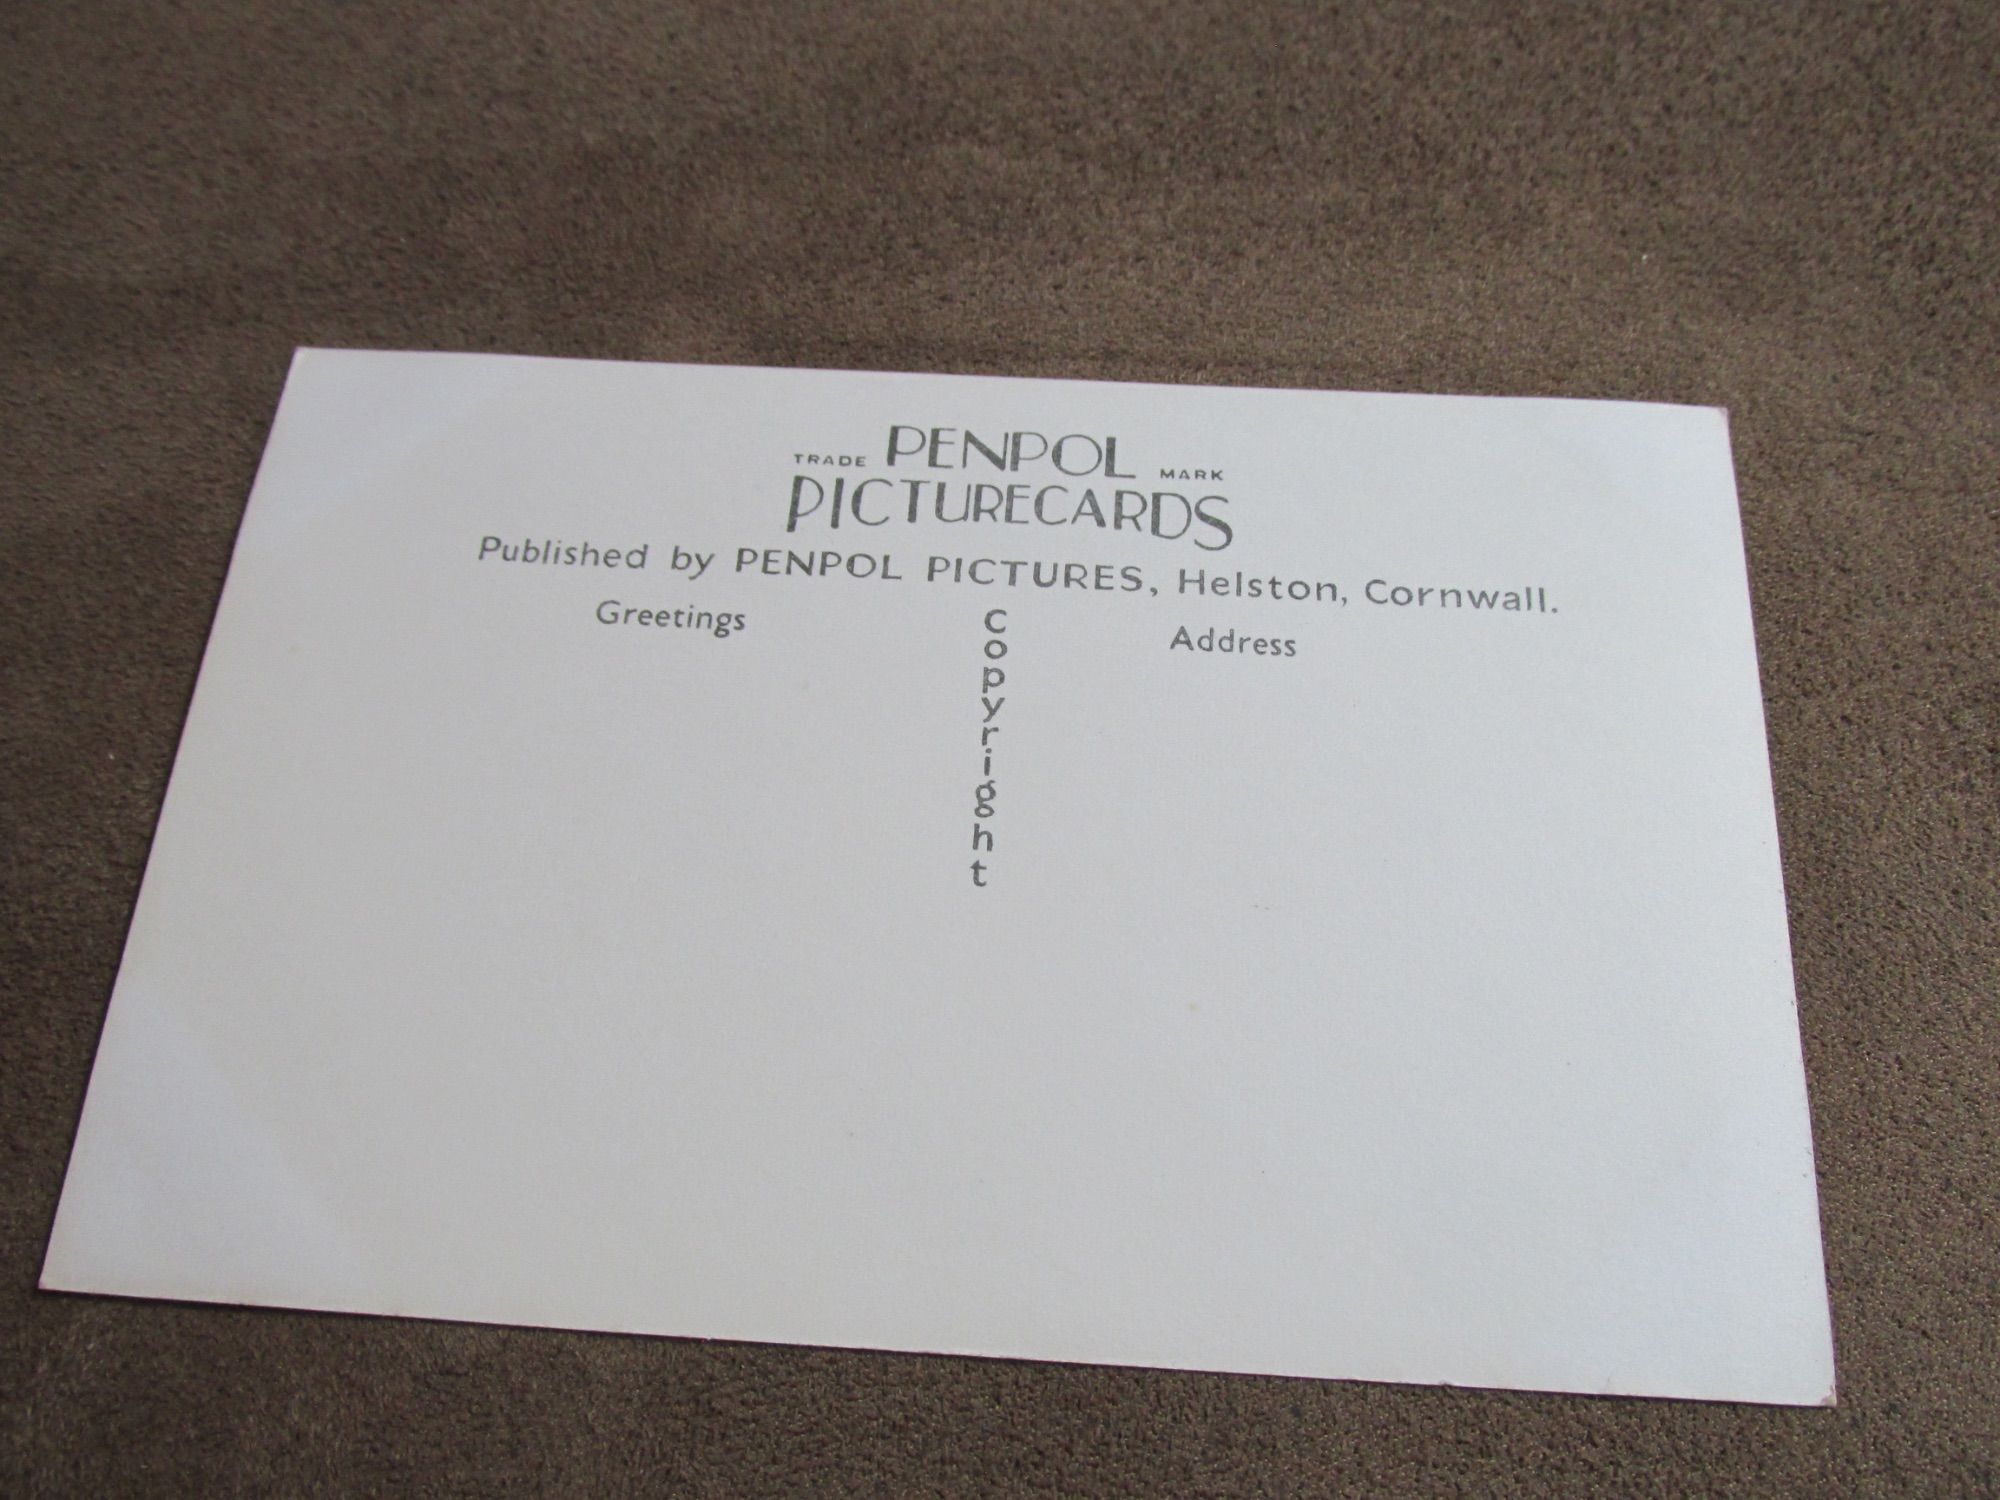 TRADE PENPOL MARK
PICTURECARDS
Published by PENPOL PICTURES, Helston, Cornwall.
Greetings
Copyright
Address